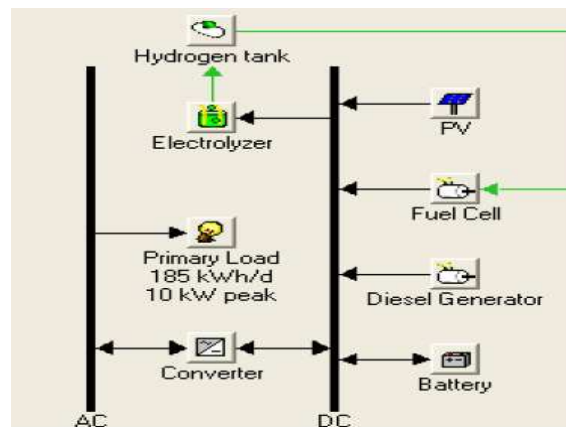 Hydrogen tank
Electrolyzer
PV
Fuel Cell
Primary Load
185 kWh/d
10 kW peak
Diesel Generator
Converter
Battery
AC
DC